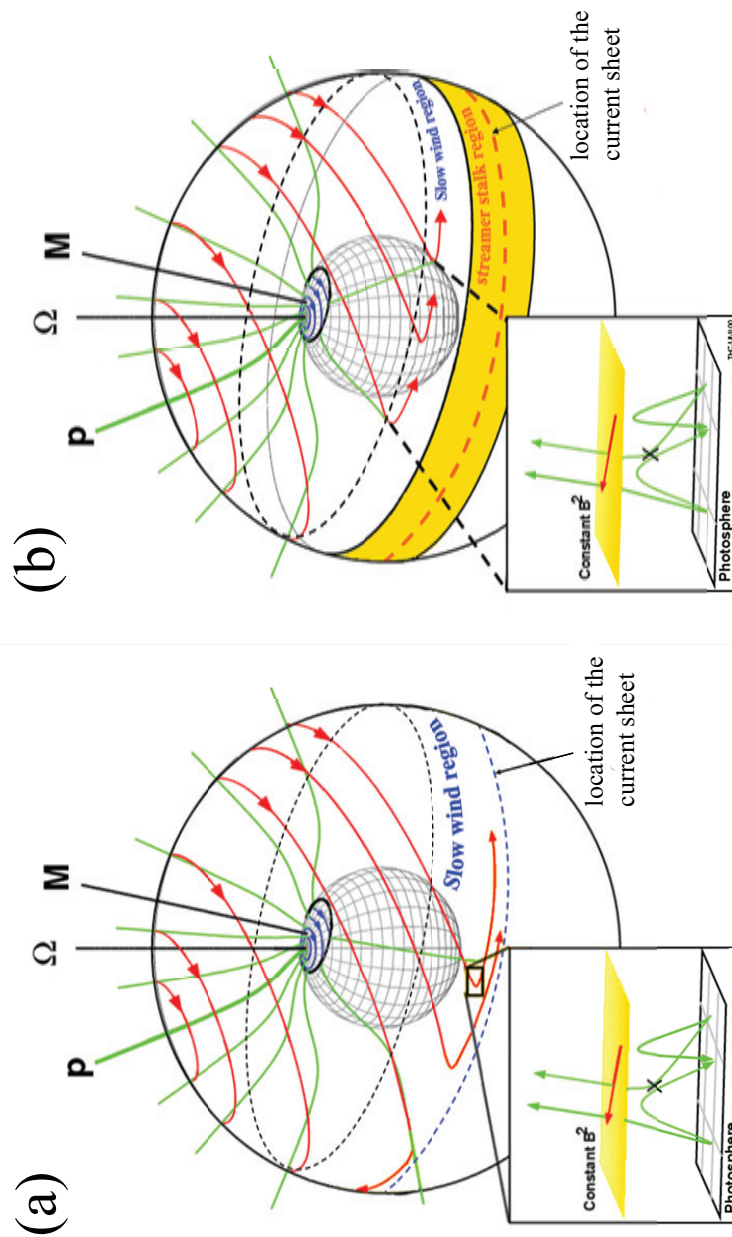 (a)
p
Ω
M
Slow wind region
location of the
current sheet
Constant B²
X
Photosphere
(b)
p
Ω
M
Slow wind region
streamer stalk region
location of the
current sheet
Constant B²
X
Photosphere